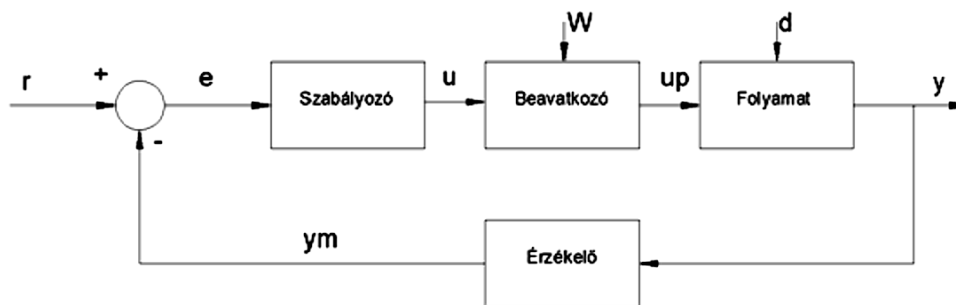 r
+
-
e
Szabályozó
u
W
Beavatkozó
up
d
Folyamat
y
ym
Érzékelő